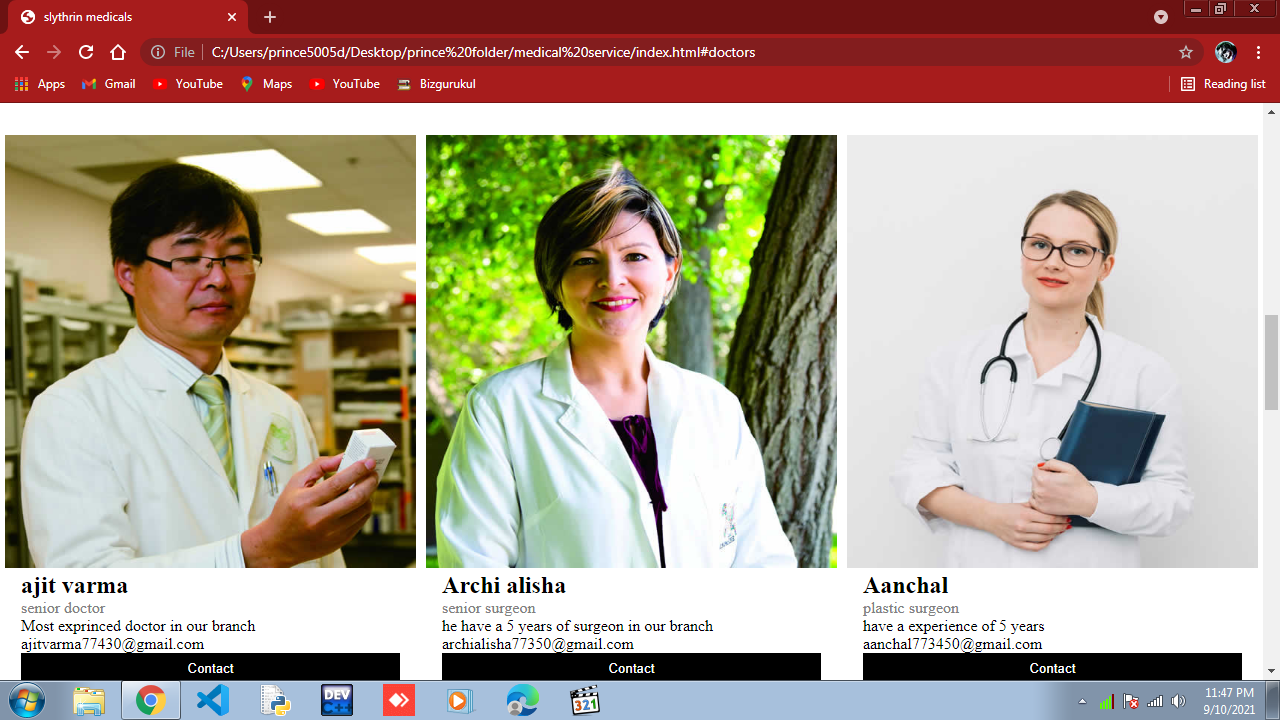 slythrin medicals
File
C:/Users/prince5005d/Desktop/prince%20folder/medical%20service/index.html#doctors
Apps
Gmail
YouTube
Maps
YouTube
Bizgurukul
Reading list
ajit varma
senior doctor
Most exprinced doctor in our branch
ajitvarma77430@gmail.com
Contact
Archi alisha
senior surgeon
he have a 5 years of surgeon in our branch
archialisha77350@gmail.com
Contact
Aanchal
plastic surgeon
have a experience of 5 years
aanchal773450@gmail.com
Contact
DEV
C++
321
11:47 PM
9/10/2021